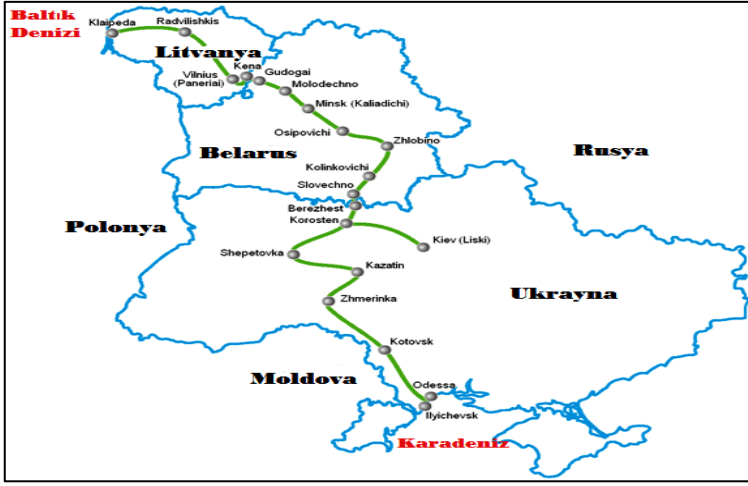 Baltık
Denizi
Klaipeda
Radvilishkis
Litvanya
Kena
Vilnius
(Paneriai)
Gudogai
Molodechno
Minsk (Kaliadichi)
Osipovichi
Zhlobino
Belarus
Rusya
Kolinkovichi
Slovechno
Berezhest
Polonya
Korosten
Kiev (Liski)
Shepetovka
Kazatin
Ukrayna
Zhmerinka
Kotovsk
Moldova
Odessa
Ilyichevsk
Karadeniz